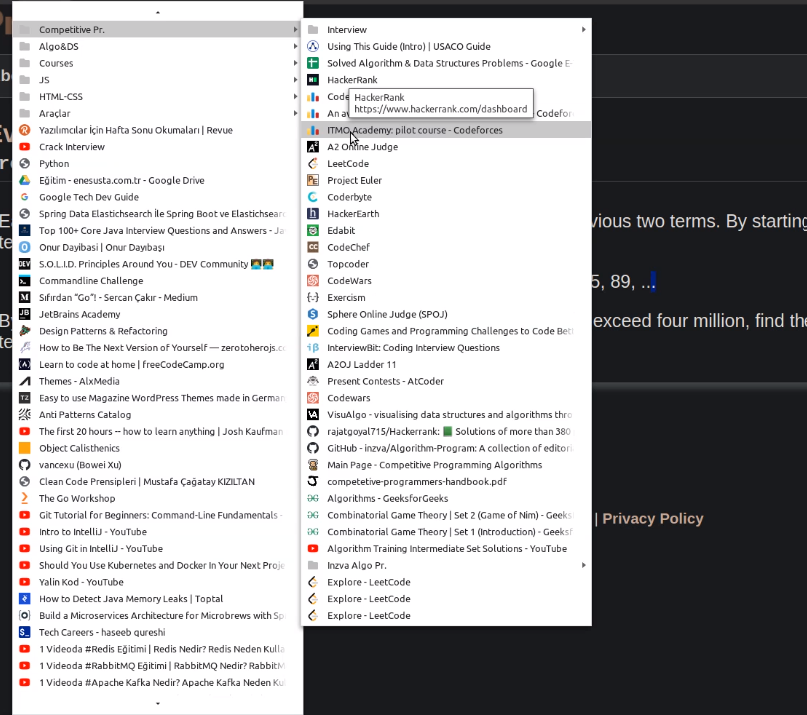 Competitive Pr.
Algo&DS
Courses
JS
HTML-CSS
Araçlar
Yazılımcılar İçin Hafta Sonu Okumaları | Revue
Crack Interview
Python
Eğitim - enesusta.com.tr - Google Drive
Google Tech Dev Guide
Spring Data Elasticsearch İle Spring Boot ve Elasticsearc
Top 100+ Core Java Interview Questions and Answers - Ja
Onur Dayibasi | Onur Dayıbaşı
S.O.L.I.D. Principles Around You - DEV Community
Commandline Challenge
Sıfırdan "Go"! - Sercan Çakır - Medium
JetBrains Academy
Design Patterns & Refactoring
How to Be The Next Version of Yourself — zerotoherojs.c
Learn to code at home | freeCodeCamp.org
Themes - AlxMedia
Easy to use Magazine WordPress Themes made in German
Anti Patterns Catalog
The first 20 hours -- how to learn anything | Josh Kaufman
Object Calisthenics
vancexu (Bowei Xu)
Clean Code Prensipleri | Mustafa Çağatay KIZILTAN
The Go Workshop
Git Tutorial for Beginners: Command-Line Fundamentals -
Intro to IntelliJ - YouTube
Using Git in IntelliJ - YouTube
Should You Use Kubernetes and Docker In Your Next Proje
Yalin Kod - YouTube
How to Detect Java Memory Leaks | Toptal
Build a Microservices Architecture for Microbrews with Sp
Tech Careers - haseeb qureshi
1 Videoda #Redis Eğitimi | Redis Nedir? Redis Neden Kulla
1 Videoda #RabbitMQ Eğitimi | RabbitMQ Nedir? RabbitM
1 Videoda #Apache Kafka Nedir? Apache Kafka Neden Ku
Interview
Using This Guide (Intro) | USACO Guide
Solved Algorithm & Data Structures Problems - Google E
HackerRank
Code
HackerRank
https://www.hackerrank.com/dashboard
An aw
Codefor
ITMO Academy: pilot course - Codeforces
A2 Online Judge
LeetCode
Project Euler
Coderbyte
HackerEarth
Edabit
CodeChef
Topcoder
CodeWars
Exercism
Sphere Online Judge (SPOJ)
Coding Games and Programming Challenges to Code Bet
InterviewBit: Coding Interview Questions
A2OJ Ladder 11
Present Contests - AtCoder
Codewars
VisuAlgo - visualising data structures and algorithms thro
rajatgoyal715/Hackerrank: Solutions of more than 380
GitHub - inzva/Algorithm-Program: A collection of editori
Main Page - Competitive Programming Algorithms
competetive-programmers-handbook.pdf
Algorithms - GeeksforGeeks
Combinatorial Game Theory | Set 2 (Game of Nim) - Geeks
Combinatorial Game Theory | Set 1 (Introduction) - Geeksf
Algorithm Training Intermediate Set Solutions - YouTube
Inzva Algo Pr.
Explore - LeetCode
Explore - LeetCode
Explore - LeetCode
vious two terms. By starting
5, 89, ...
exceed four million, find the
| Privacy Policy